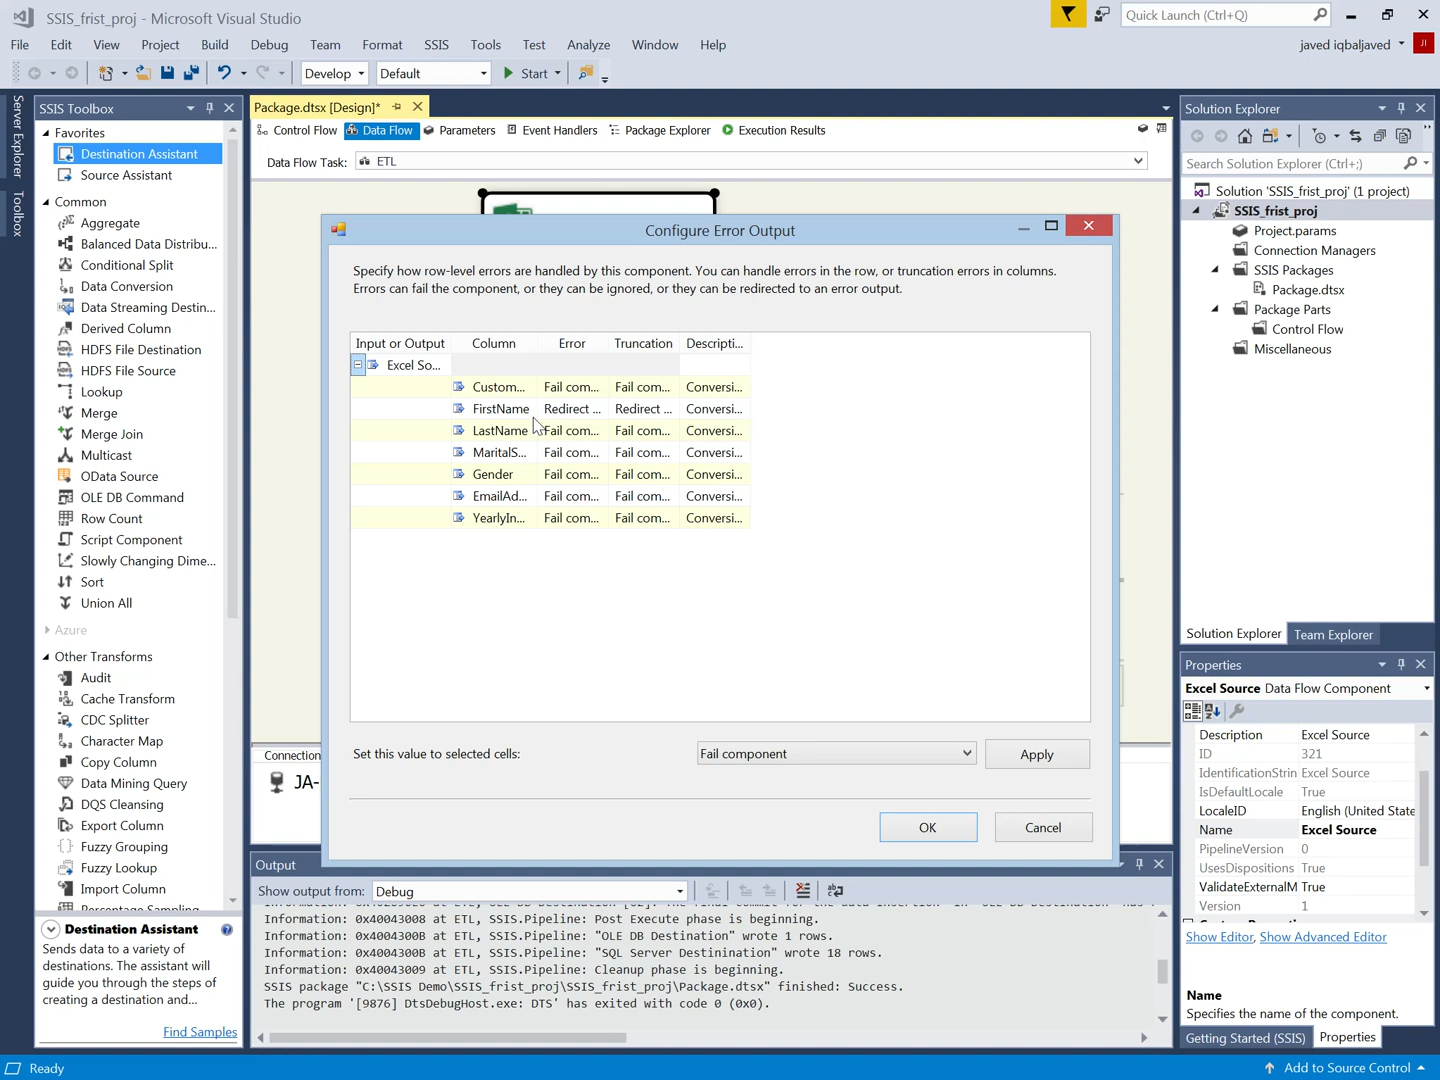 SSIS_frist_proj - Microsoft Visual Studio
Quick Launch (Ctrl+Q)
File Edit View Project Build Debug Team Format SSIS Tools Test Analyze Window Help
javed iqbaljaved
JI
Develop
Default
Start
Server Explorer
Toolbox
SSIS Toolbox
Favorites
Destination Assistant
Source Assistant
Common
Aggregate
Balanced Data Distribu...
Conditional Split
Data Conversion
Data Streaming Destin...
Derived Column
HDFS File Destination
HDFS File Source
Lookup
Merge
Merge Join
Multicast
OData Source
OLE DB Command
Row Count
Script Component
Slowly Changing Dime...
Sort
Union All
Azure
Other Transforms
Audit
Cache Transform
CDC Splitter
Character Map
Copy Column
Data Mining Query
DQS Cleansing
Export Column
Fuzzy Grouping
Fuzzy Lookup
Import Column
Percentage Sampling
Destination Assistant
Sends data to a variety of
destinations. The assistant will
guide you through the steps of
creating a destination and...
Find Samples
Package.dtsx [Design]*
Control Flow
Data Flow
Parameters
Event Handlers
Package Explorer
Execution Results
Data Flow Task:
ETL
Configure Error Output
Specify how row-level errors are handled by this component. You can handle errors in the row, or truncation errors in columns.
Errors can fail the component, or they can be ignored, or they can be redirected to an error output.
Input or Output Column Error Truncation Descripti...
Excel So...
Custom... Fail com... Fail com... Conversi...
FirstName Redirect ... Redirect ... Conversi...
LastName Fail com... Fail com... Conversi...
MaritalS... Fail com... Fail com... Conversi...
Gender Fail com... Fail com... Conversi...
EmailAd... Fail com... Fail com... Conversi...
YearlyIn... Fail com... Fail com... Conversi...
Set this value to selected cells:
Fail component
Apply
OK
Cancel
Connection
JA-
Output
Show output from:
Debug
Information: 0x40043008 at ETL, SSIS.Pipeline: Post Execute phase is beginning.
Information: 0x4004300B at ETL, SSIS.Pipeline: "OLE DB Destination" wrote 1 rows.
Information: 0x4004300B at ETL, SSIS.Pipeline: "SQL Server Destinination" wrote 18 rows.
Information: 0x40043009 at ETL, SSIS.Pipeline: Cleanup phase is beginning.
SSIS package "C:\SSIS Demo\SSIS_frist_proj\SSIS_frist_proj\Package.dtsx" finished: Success.
The program '[9876] DtsDebugHost.exe: DTS' has exited with code 0 (0x0).
Solution Explorer
Search Solution Explorer (Ctrl+;)
Solution 'SSIS_frist_proj' (1 project)
SSIS_frist_proj
Project.params
Connection Managers
SSIS Packages
Package.dtsx
Package Parts
Control Flow
Miscellaneous
Solution Explorer
Team Explorer
Properties
Excel Source Data Flow Component
Description Excel Source
ID 321
IdentificationStrin Excel Source
IsDefaultLocale True
LocaleID English (United State
Name Excel Source
PipelineVersion 0
UsesDispositions True
ValidateExternalM True
Version 1
Show Editor, Show Advanced Editor
Name
Specifies the name of the component.
Getting Started (SSIS)
Properties
Ready
Add to Source Control